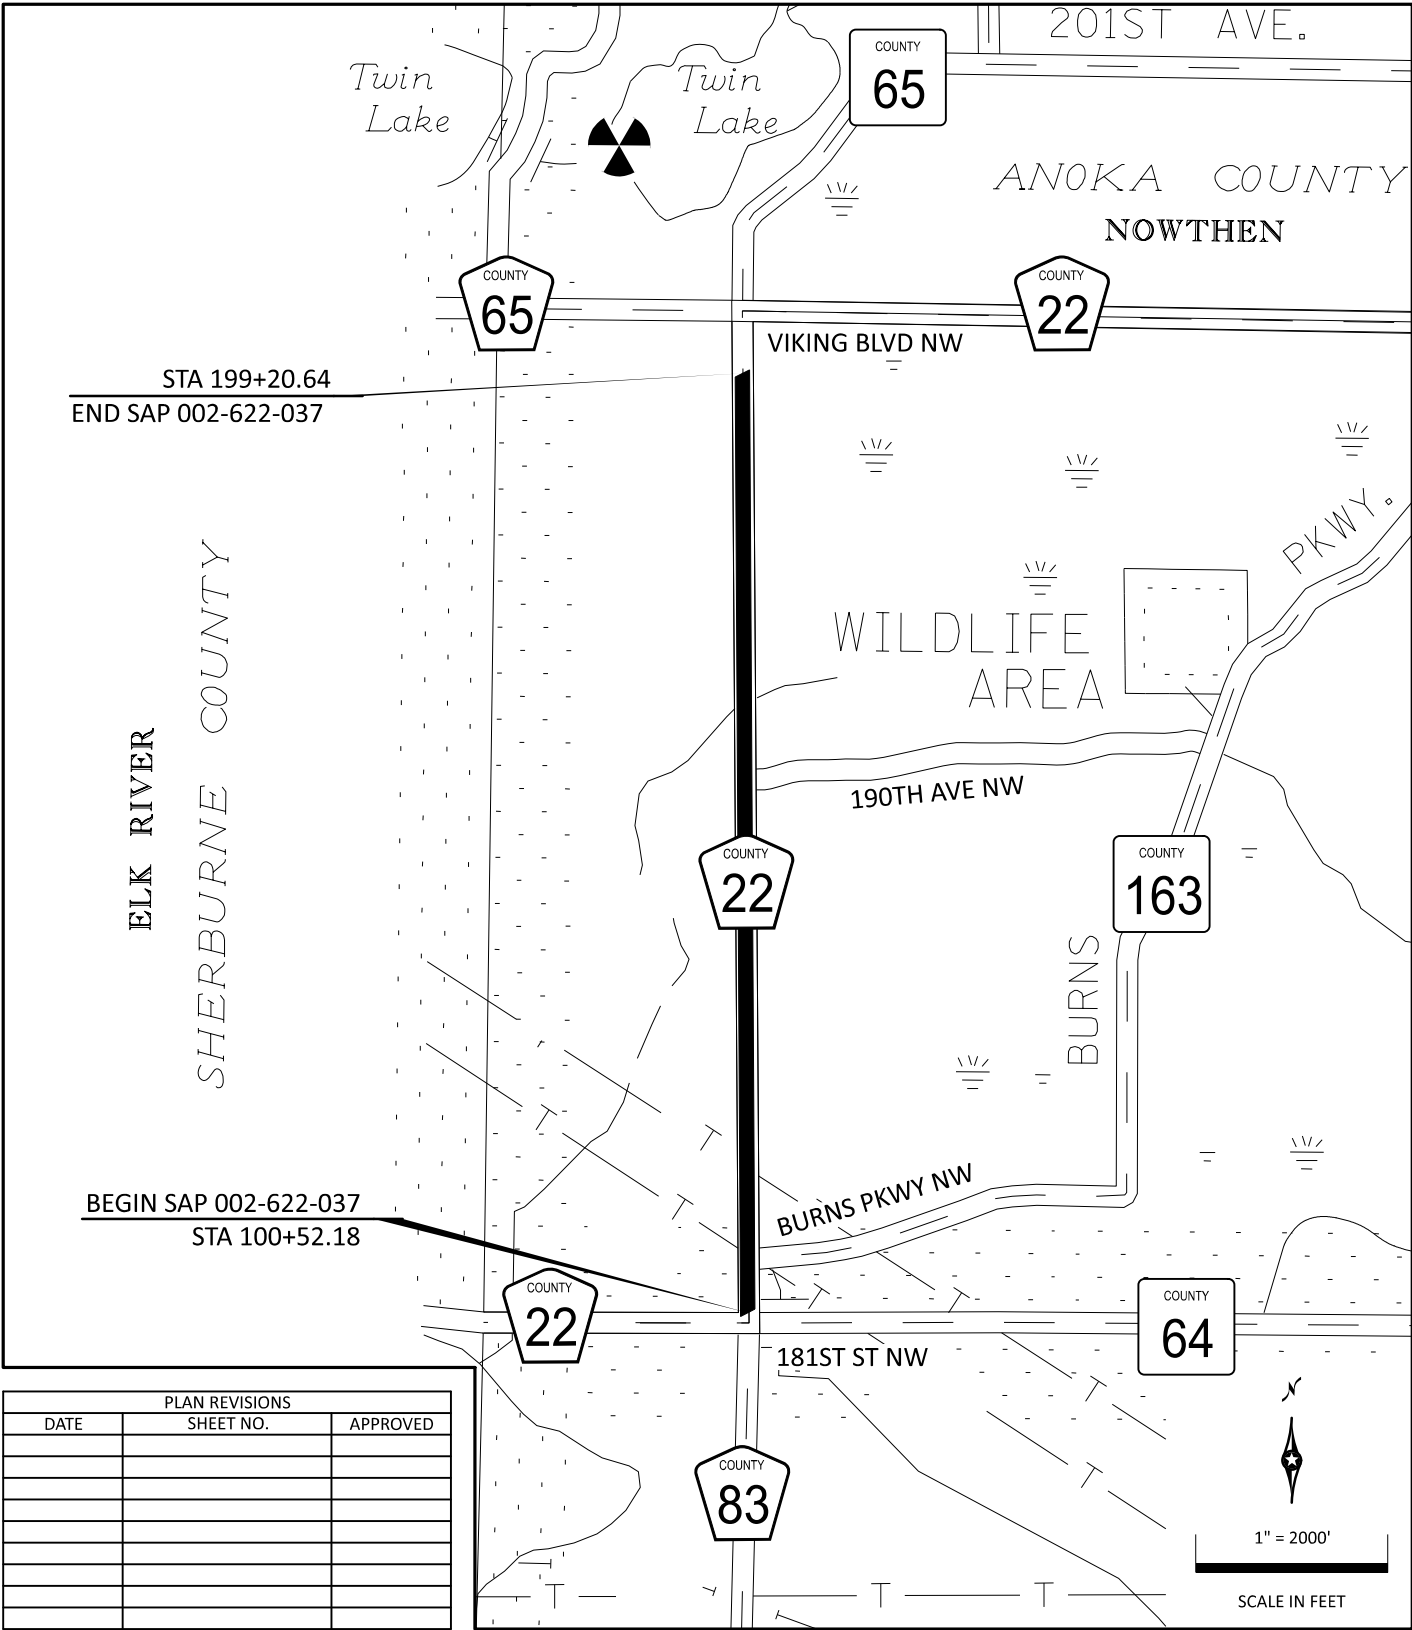 201ST AVE.
Twin
Lake
Twin
Lake
COUNTY
65
ANOKA COUNTY
NOWTHEN
COUNTY
65
COUNTY
22
VIKING BLVD NW
STA 199+20.64
END SAP 002-622-037
PKWY.
WILDLIFE
AREA
ELK RIVER
SHERBURNE COUNTY
190TH AVE NW
COUNTY
22
COUNTY
163
BURNS
BURNS PKWY NW
BEGIN SAP 002-622-037
STA 100+52.18
COUNTY
22
COUNTY
64
181ST ST NW
COUNTY
83
N
1" = 2000'
SCALE IN FEET
PLAN REVISIONS
DATE SHEET NO. APPROVED